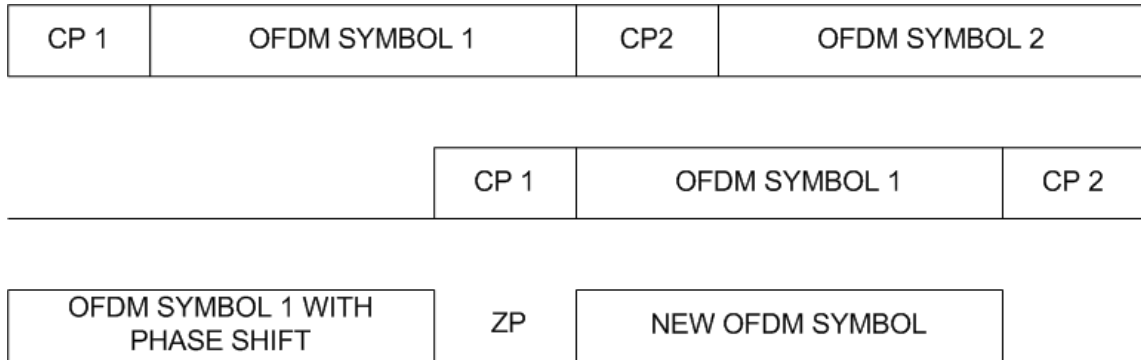 CP 1 OFDM SYMBOL 1 CP2 OFDM SYMBOL 2
CP 1 OFDM SYMBOL 1 CP 2
OFDM SYMBOL 1 WITH
PHASE SHIFT
ZP
NEW OFDM SYMBOL